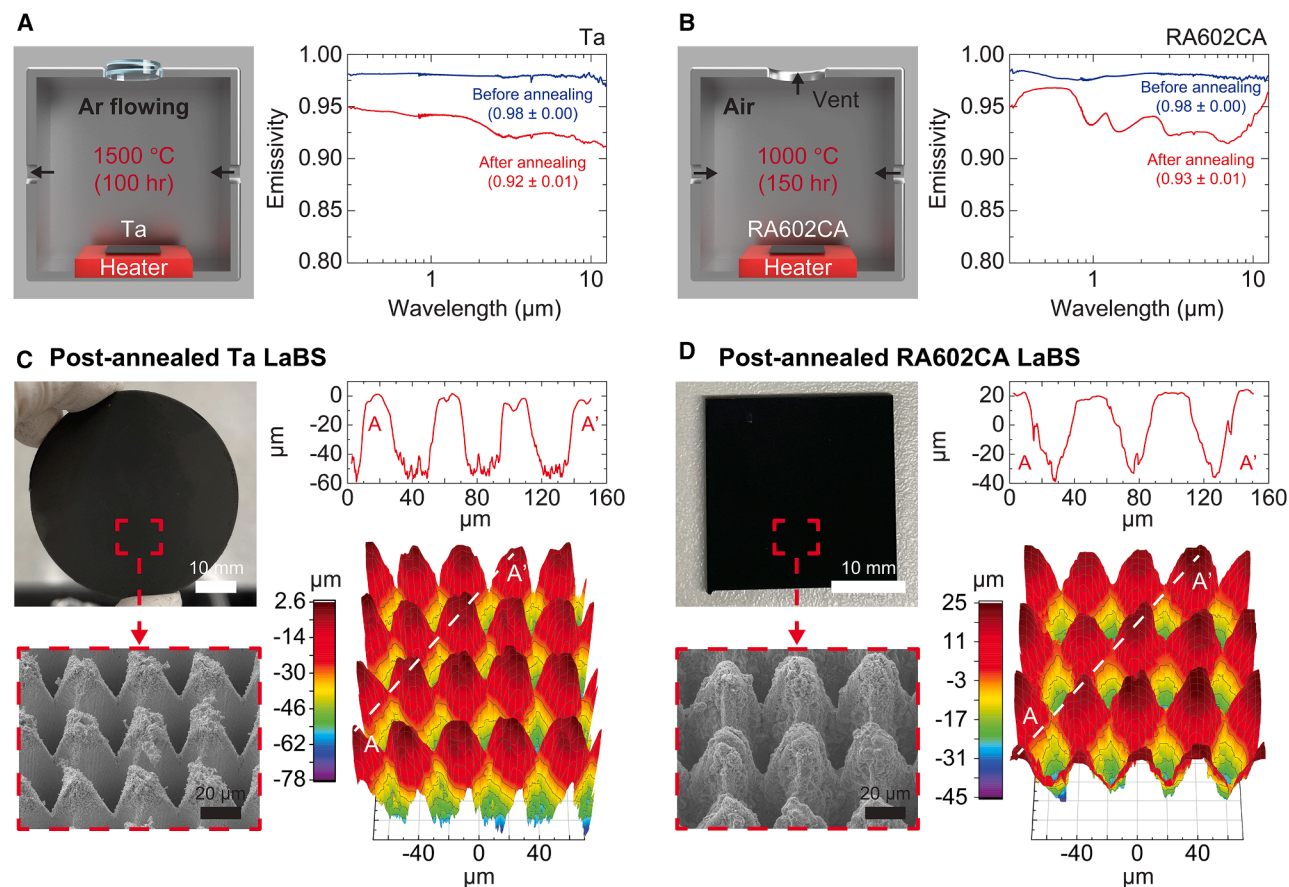 A
Ar flowing
1500 °C
(100 hr)
Ta
Heater
Ta
Emissivity
1.00
0.95
0.90
0.85
0.80
Before annealing
(0.98 ± 0.00)
After annealing
(0.92 ± 0.01)
1
10
Wavelength (µm)
B
Air
Vent
1000 °C
(150 hr)
RA602CA
Heater
RA602CA
Emissivity
1.00
0.95
0.90
0.85
0.80
Before annealing
(0.98 ± 0.00)
After annealing
(0.93 ± 0.01)
1
10
Wavelength (µm)
C Post-annealed Ta LaBS
10 mm
µm
0
-20
-40
-60
A
A'
0 40 80 120 160
µm
20 µm
µm
2.6
-14
-30
-46
-62
-78
A'
A
-40 0 40
µm
D Post-annealed RA602CA LaBS
10 mm
µm
20
0
-20
-40
A
A'
0 40 80 120 160
µm
20 µm
µm
25
11
-3
-17
-31
-45
A'
A
-40 0 40
µm